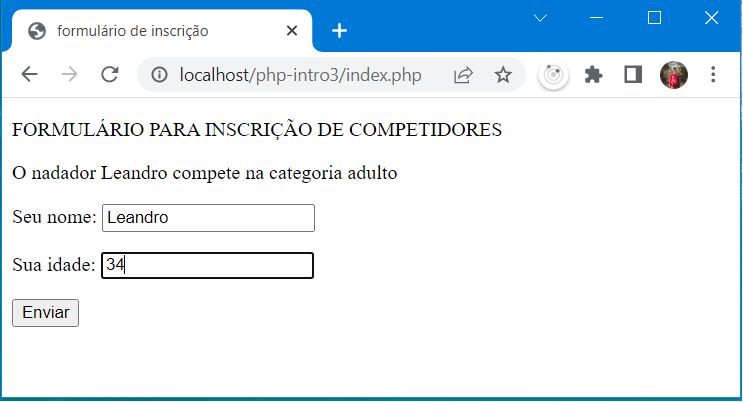 formulário de inscrição
localhost/php-intro3/index.php
FORMULÁRIO PARA INSCRIÇÃO DE COMPETIDORES
O nadador Leandro compete na categoria adulto
Seu nome: Leandro
Sua idade: 34
Enviar